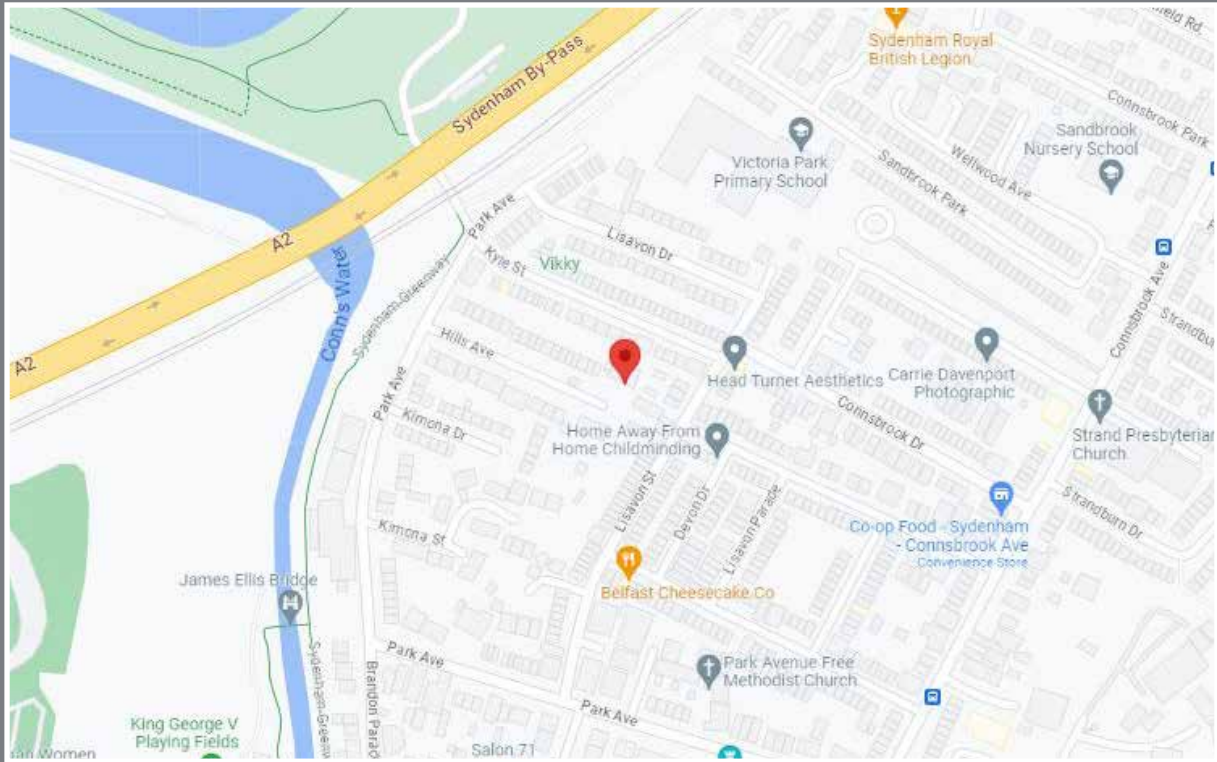 Sydenham Royal
British Legion
Connsbrook Park
Sydenham By-Pass
Sandbrook
Nursery School
Victoria Park
Primary School
Wellwood Ave
Sandbrook Park
Park Ave
Lisavon Dr
A2
Conn's Water
Sydenham Greenway
Kyle St
Vikky
Connsbrook Ave
A2
Hills Ave
Park Ave
Head Turner Aesthetics
Carrie Davenport
Photographic
Connsbrook Dr
Kimona Dr
Home Away From
Home Childminding
Strand Presbyterian
Church
Lisavon St
Devon Dr
Lisavon Parade
Strandburn Dr
Co-op Food - Sydenham
- Connsbrook Ave
Convenience Store
Kimona St
James Ellis Bridge
Belfast Cheesecake Co
Park Ave
Park Avenue Free
Methodist Church
Brandon Parad
Park Ave
King George V
Playing Fields
Salon 71
Women